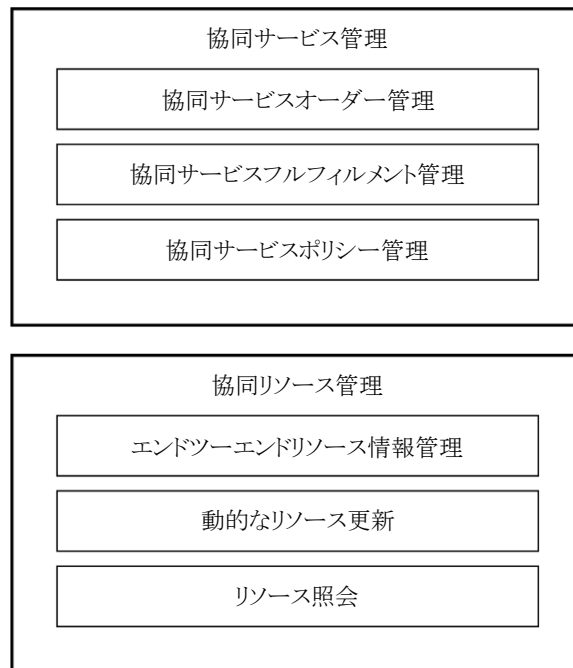 協同サービス管理
協同サービスオーダー管理
協同サービスフルフィルメント管理
協同サービスポリシー管理
協同リソース管理
エンドツーエンドリソース情報管理
動的なリソース更新
リソース照会